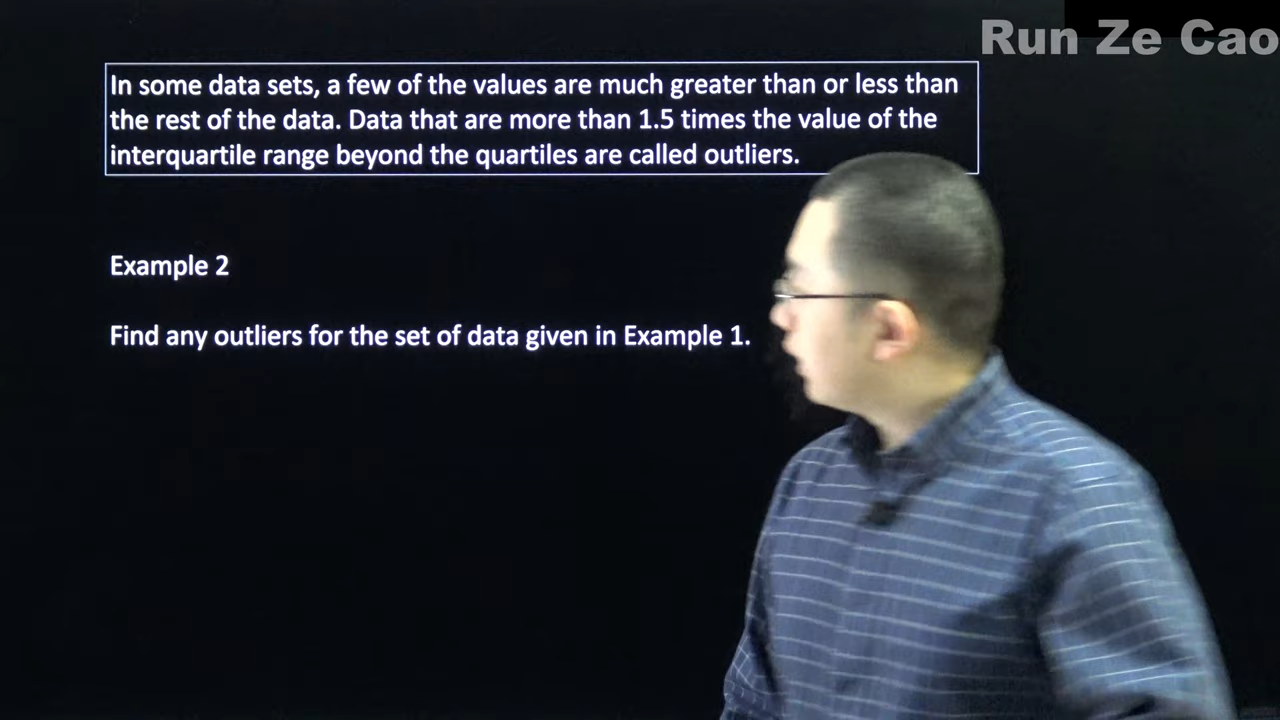 Run Ze Cao
In some data sets, a few of the values are much greater than or less than
the rest of the data. Data that are more than 1.5 times the value of the
interquartile range beyond the quartiles are called outliers.
Example 2
Find any outliers for the set of data given in Example 1.